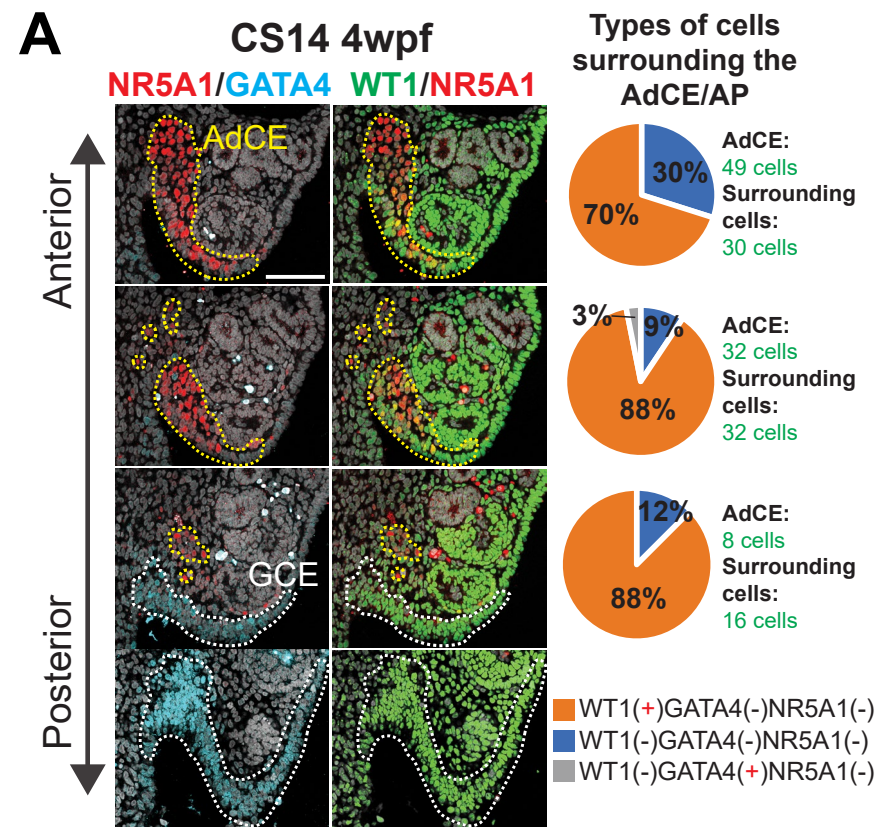 A
CS14 4wpf
NR5A1/GATA4 WT1/NR5A1
Types of cells
surrounding the
AdCE/AP
Anterior
Posterior
AdCE
GCE
30%
70%
AdCE:
49 cells
Surrounding
cells:
30 cells
3%
9%
88%
AdCE:
32 cells
Surrounding
cells:
32 cells
12%
88%
AdCE:
8 cells
Surrounding
cells:
16 cells
WT1(+)GATA4(-)NR5A1(-)
WT1(-)GATA4(-)NR5A1(-)
WT1(-)GATA4(+)NR5A1(-)